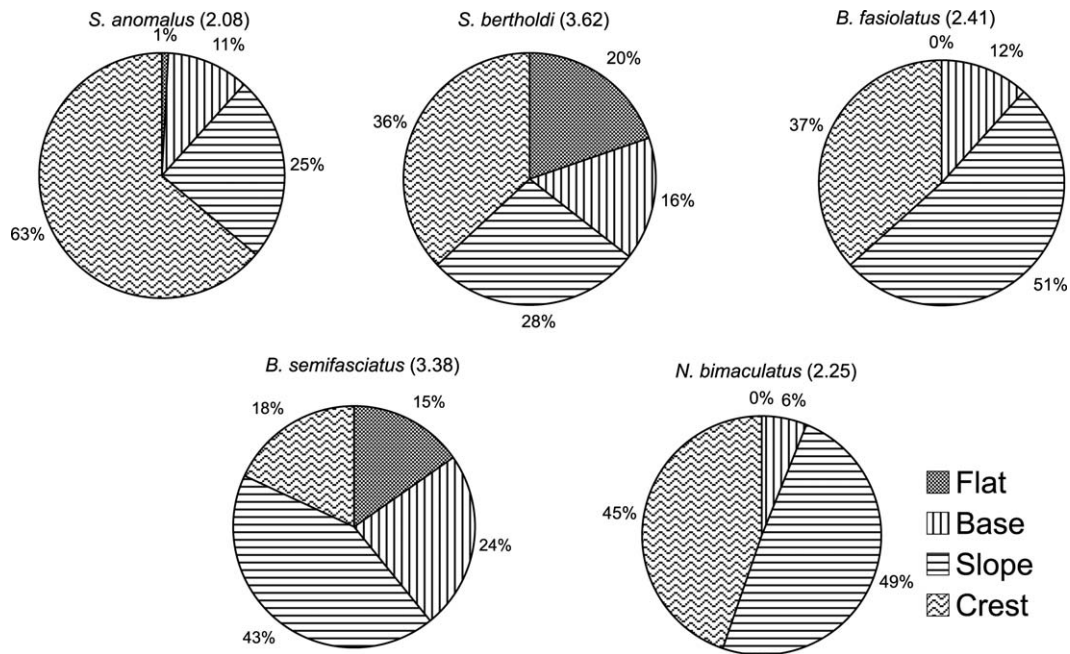 S. anomalus (2.08)
1%
11%
25%
63%
S. bertholdi (3.62)
20%
16%
28%
36%
B. fasiolatus (2.41)
0%
12%
51%
37%
B. semifasciatus (3.38)
15%
24%
43%
18%
N. bimaculatus (2.25)
0%
6%
49%
45%
Flat
Base
Slope
Crest